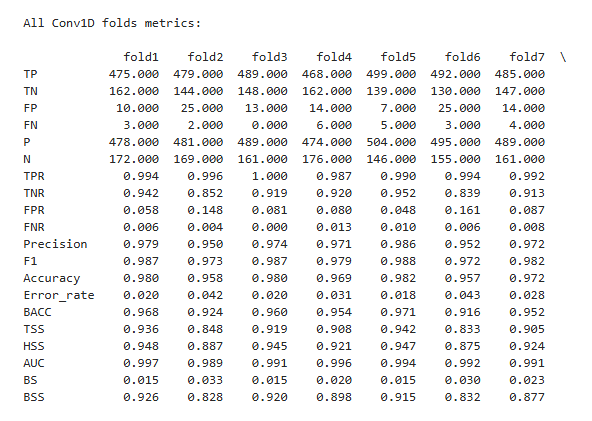 All Conv1D folds metrics:
fold1 fold2 fold3 fold4 fold5 fold6 fold7 \
TP 475.000 479.000 489.000 468.000 499.000 492.000 485.000
TN 162.000 144.000 148.000 162.000 139.000 130.000 147.000
FP 10.000 25.000 13.000 14.000 7.000 25.000 14.000
FN 3.000 2.000 0.000 6.000 5.000 3.000 4.000
P 478.000 481.000 489.000 474.000 504.000 495.000 489.000
N 172.000 169.000 161.000 176.000 146.000 155.000 161.000
TPR 0.994 0.996 1.000 0.987 0.990 0.994 0.992
TNR 0.942 0.852 0.919 0.920 0.952 0.839 0.913
FPR 0.058 0.148 0.081 0.080 0.048 0.161 0.087
FNR 0.006 0.004 0.000 0.013 0.010 0.006 0.008
Precision 0.979 0.950 0.974 0.971 0.986 0.952 0.972
F1 0.987 0.973 0.987 0.979 0.988 0.972 0.982
Accuracy 0.980 0.958 0.980 0.969 0.982 0.957 0.972
Error_rate 0.020 0.042 0.020 0.031 0.018 0.043 0.028
BACC 0.968 0.924 0.960 0.954 0.971 0.916 0.952
TSS 0.936 0.848 0.919 0.908 0.942 0.833 0.905
HSS 0.948 0.887 0.945 0.921 0.947 0.875 0.924
AUC 0.997 0.989 0.991 0.996 0.994 0.992 0.991
BS 0.015 0.033 0.015 0.020 0.015 0.030 0.023
BSS 0.926 0.828 0.920 0.898 0.915 0.832 0.877